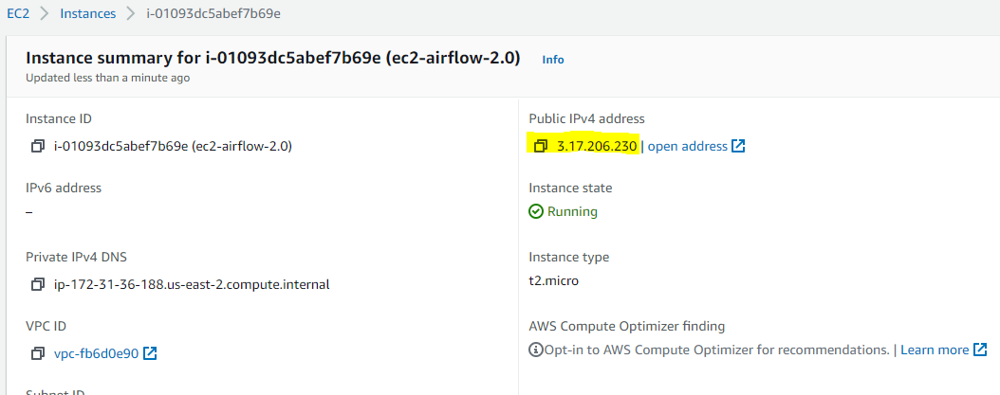 EC2 > Instances > i-01093dc5abef7b69e
Instance summary for i-01093dc5abef7b69e (ec2-airflow-2.0) Info
Updated less than a minute ago
Instance ID
i-01093dc5abef7b69e (ec2-airflow-2.0)
Public IPv4 address
3.17.206.230 | open address
IPv6 address
–
Instance state
Running
Private IPv4 DNS
ip-172-31-36-188.us-east-2.compute.internal
Instance type
t2.micro
VPC ID
vpc-fb6d0e90
AWS Compute Optimizer finding
Opt-in to AWS Compute Optimizer for recommendations. | Learn more
Subnet ID